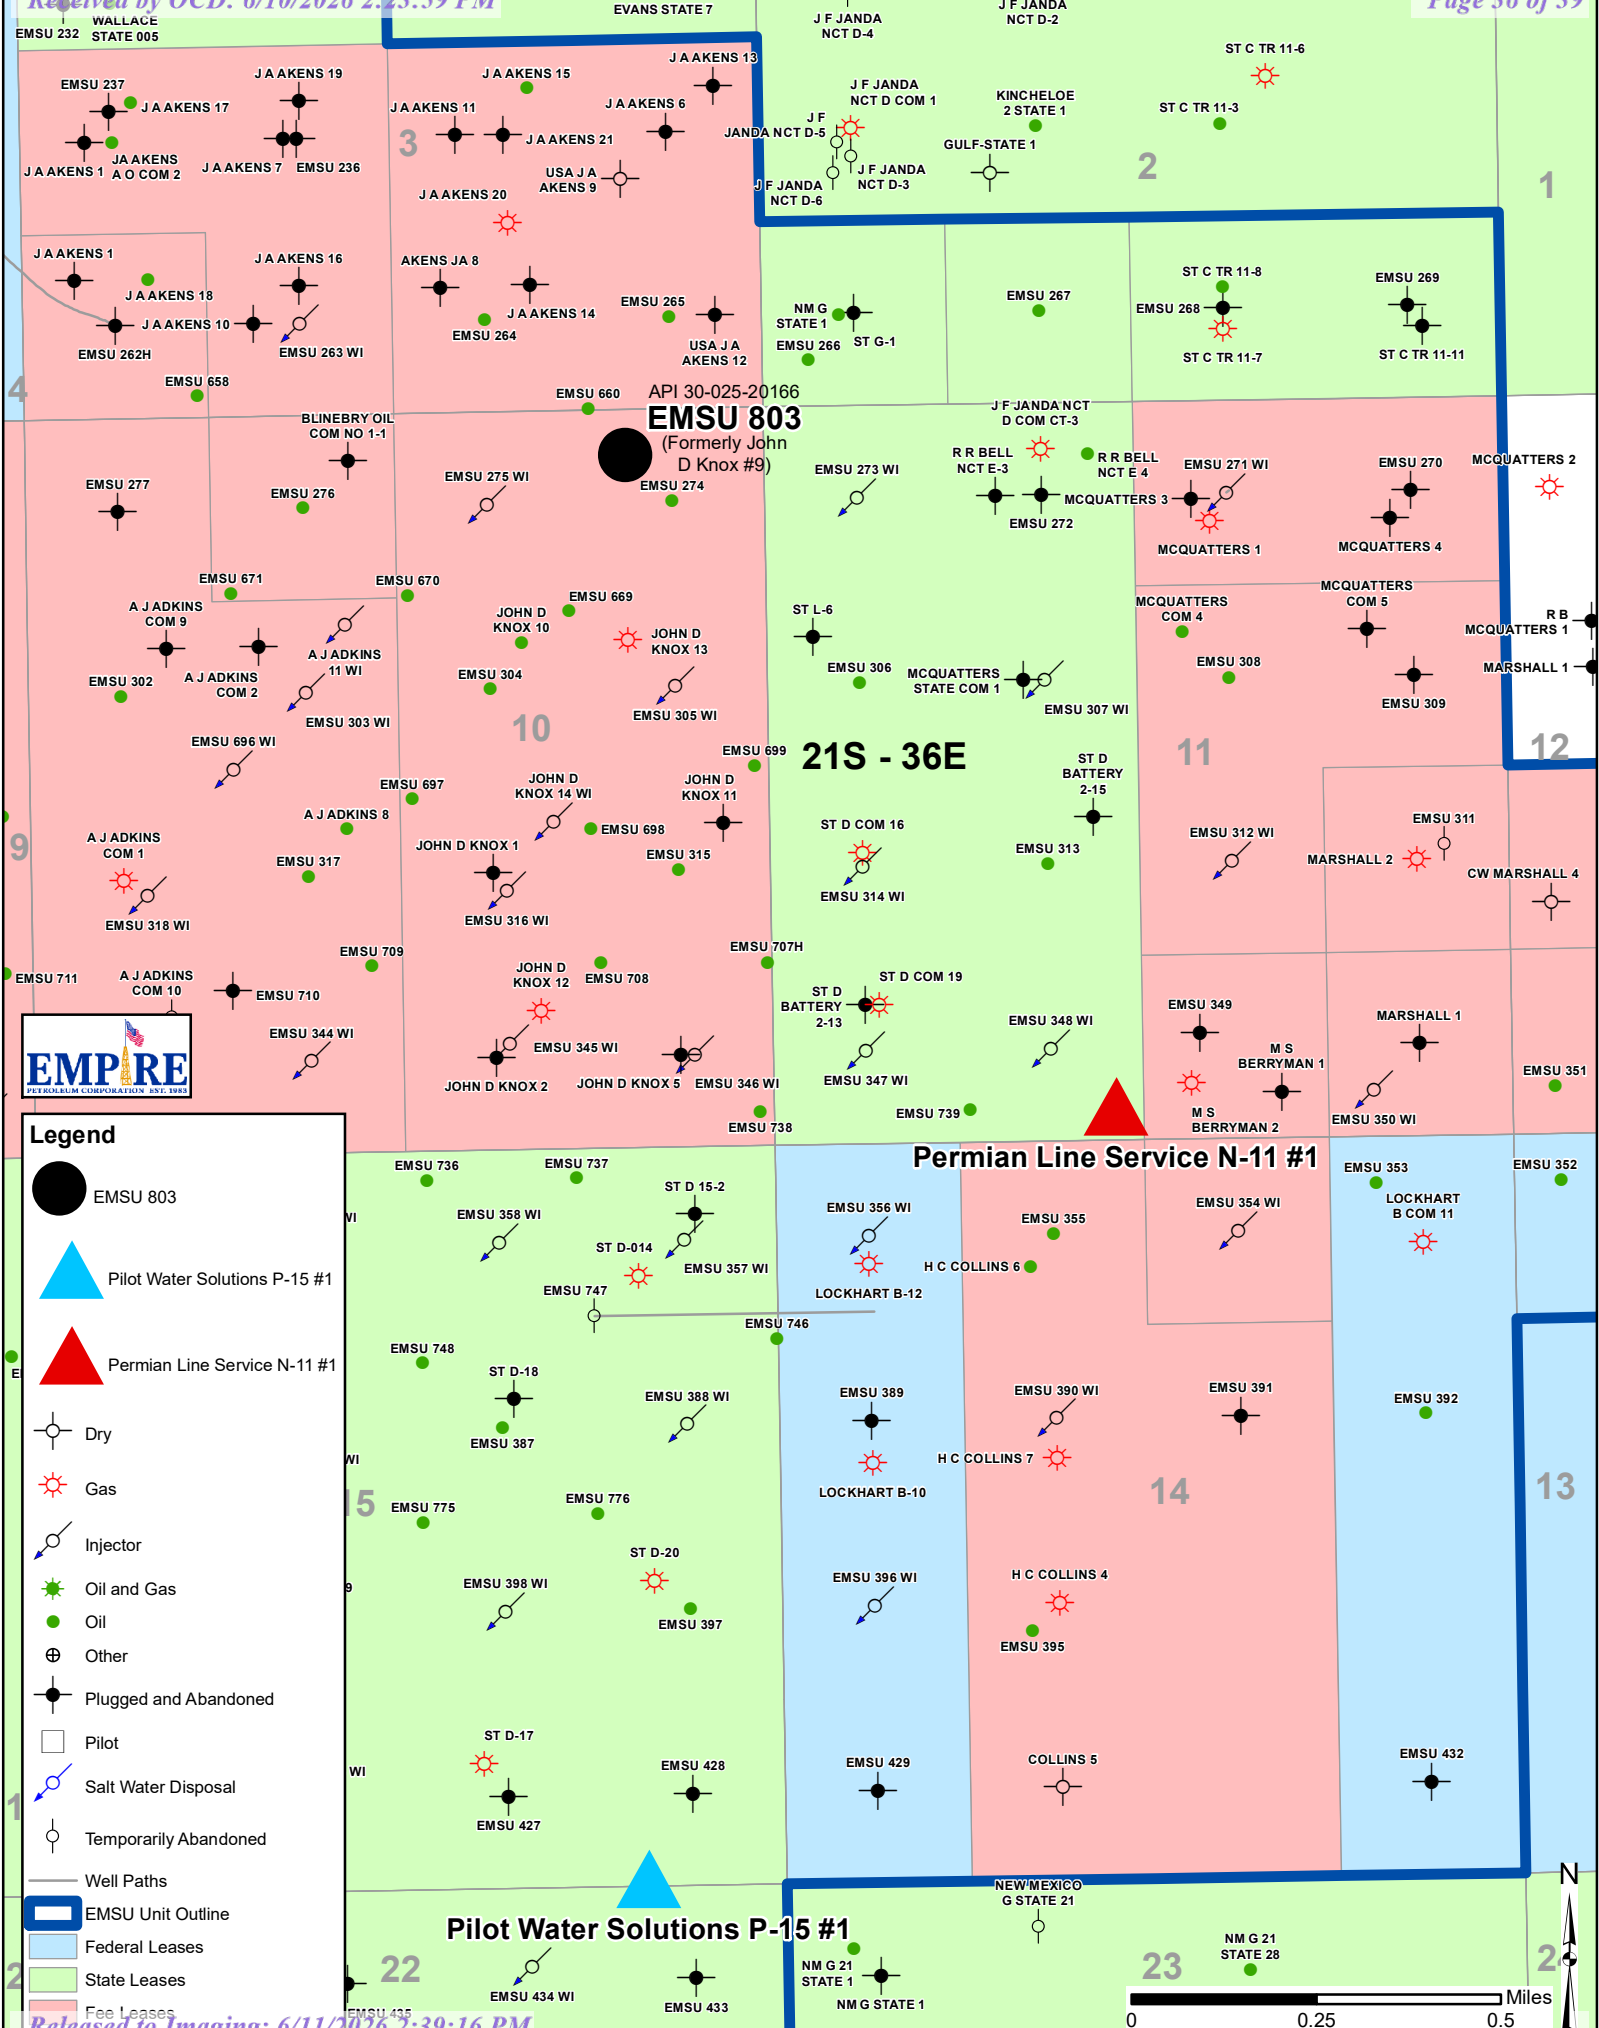 Received by OCD: 6/10/2026 2:23:59 PM
Page 36 of 39
EMSU 232
WALLACE
STATE 005
EVANS STATE 7
J F JANDA
NCT D-4
J F JANDA
NCT D-2
ST C TR 11-6
J A AKENS 13
J A AKENS 19
J A AKENS 15
EMSU 237
J A AKENS 17
J A AKENS 11
J A AKENS 6
J F JANDA
NCT D COM 1
KINCHELOE
2 STATE 1
ST C TR 11-3
J F
JANDA NCT D-5
3
J A AKENS 21
GULF-STATE 1
2
J A AKENS 1
JA AKENS
A O COM 2
J A AKENS 7
EMSU 236
USA J A
AKENS 9
J F JANDA
NCT D-3
J F JANDA
NCT D-6
1
J A AKENS 20
J A AKENS 1
J A AKENS 16
AKENS JA 8
ST C TR 11-8
EMSU 269
J A AKENS 18
EMSU 265
NM G
STATE 1
EMSU 267
EMSU 268
J A AKENS 10
J A AKENS 14
EMSU 264
ST G-1
EMSU 262H
EMSU 263 WI
USA J A
AKENS 12
EMSU 266
ST C TR 11-7
ST C TR 11-11
4
EMSU 658
EMSU 660
API 30-025-20166
EMSU 803
(Formerly John
D Knox #9)
BLINEBRY OIL
COM NO 1-1
J F JANDA NCT
D COM CT-3
R R BELL
NCT E-3
R R BELL
NCT E 4
EMSU 277
EMSU 276
EMSU 275 WI
EMSU 274
EMSU 273 WI
EMSU 272
MCQUATTERS 3
EMSU 271 WI
EMSU 270
MCQUATTERS 2
MCQUATTERS 1
MCQUATTERS 4
EMSU 671
EMSU 670
EMSU 669
A J ADKINS
COM 9
JOHN D
KNOX 10
JOHN D
KNOX 13
ST L-6
MCQUATTERS
COM 4
MCQUATTERS
COM 5
R B
MCQUATTERS 1
A J ADKINS
COM 2
A J ADKINS
11 WI
EMSU 302
EMSU 304
EMSU 306
MCQUATTERS
STATE COM 1
EMSU 308
MARSHALL 1
EMSU 303 WI
EMSU 305 WI
EMSU 307 WI
EMSU 309
10
EMSU 696 WI
EMSU 699
21S - 36E
11
12
EMSU 697
JOHN D
KNOX 14 WI
JOHN D
KNOX 11
ST D
BATTERY
2-15
A J ADKINS 8
EMSU 698
ST D COM 16
EMSU 312 WI
EMSU 311
9
A J ADKINS
COM 1
JOHN D KNOX 1
EMSU 317
EMSU 315
EMSU 313
MARSHALL 2
CW MARSHALL 4
EMSU 318 WI
EMSU 316 WI
EMSU 314 WI
EMSU 709
EMSU 707H
EMSU 711
A J ADKINS
COM 10
EMSU 710
JOHN D
KNOX 12
EMSU 708
ST D COM 19
ST D
BATTERY
2-13
EMSU 349
MARSHALL 1
EMSU 344 WI
EMSU 345 WI
EMSU 348 WI
M S
BERRYMAN 1
JOHN D KNOX 2
JOHN D KNOX 5
EMSU 346 WI
EMSU 347 WI
EMSU 351
EMSU 738
EMSU 739
M S
BERRYMAN 2
EMSU 350 WI
EMPIRE
PETROLEUM CORPORATION EST. 1983
Permian Line Service N-11 #1
EMSU 736
EMSU 737
EMSU 353
EMSU 352
ST D 15-2
LOCKHART
B COM 11
WI
EMSU 358 WI
EMSU 356 WI
EMSU 355
EMSU 354 WI
ST D-014
EMSU 357 WI
H C COLLINS 6
EMSU 747
LOCKHART B-12
EMSU 746
EMSU 748
ST D-18
EMSU 388 WI
EMSU 389
EMSU 390 WI
EMSU 391
EMSU 392
EMSU 387
WI
H C COLLINS 7
LOCKHART B-10
15
14
13
EMSU 775
EMSU 776
ST D-20
9
EMSU 398 WI
EMSU 396 WI
H C COLLINS 4
EMSU 397
EMSU 395
ST D-17
WI
EMSU 428
EMSU 429
COLLINS 5
EMSU 432
1
EMSU 427
Pilot Water Solutions P-15 #1
NEW MEXICO
G STATE 21
N
22
NM G 21
STATE 1
NM G 21
STATE 28
23
2
EMSU 434 WI
EMSU 433
NM G STATE 1
EMSU 435
Legend
EMSU 803
Pilot Water Solutions P-15 #1
Permian Line Service N-11 #1
Dry
Gas
Injector
Oil and Gas
Oil
Other
Plugged and Abandoned
Pilot
Salt Water Disposal
Temporarily Abandoned
Well Paths
EMSU Unit Outline
Federal Leases
State Leases
Fee Leases
2
Miles
0 0.25 0.5
Released to Imaging: 6/11/2026 2:39:16 PM